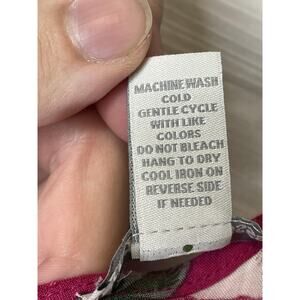 MACHINE WASH
COLD
GENTLE CYCLE
WITH LIKE
COLORS
DO NOT BLEACH
HANG TO DRY
COOL IRON ON
REVERSE SIDE
IF NEEDED